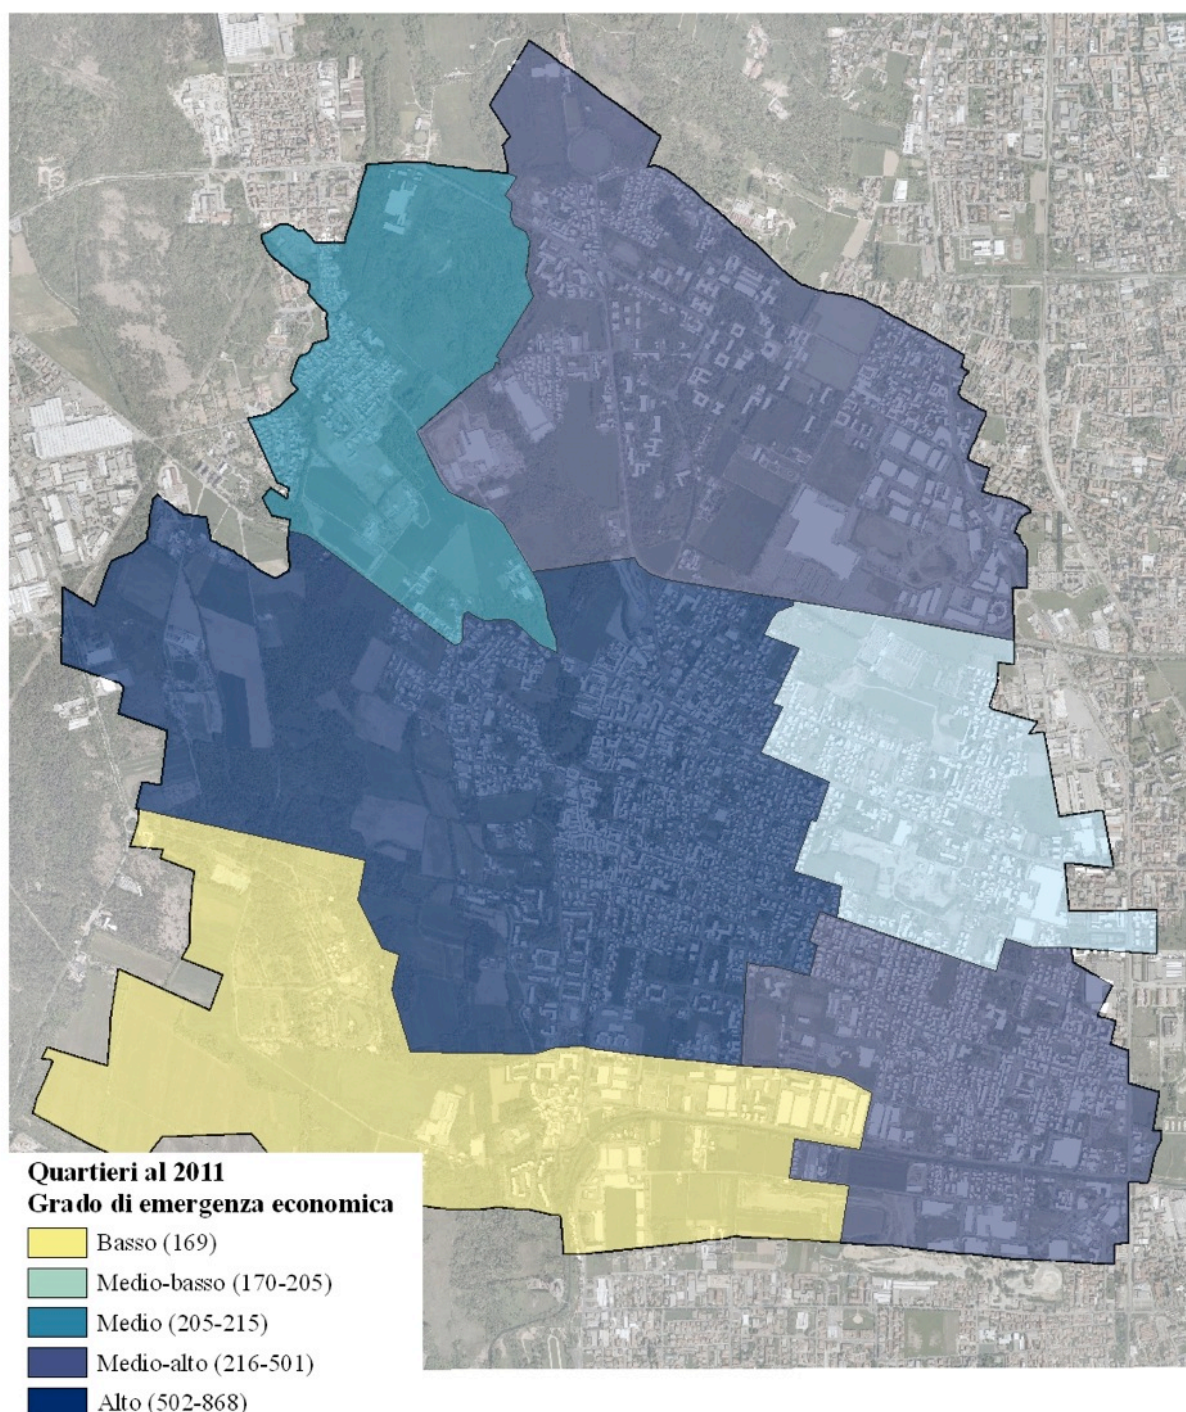 Quartieri al 2011
Grado di emergenza economica
Basso (169)
Medio-basso (170-205)
Medio (205-215)
Medio-alto (216-501)
Alto (502-868)